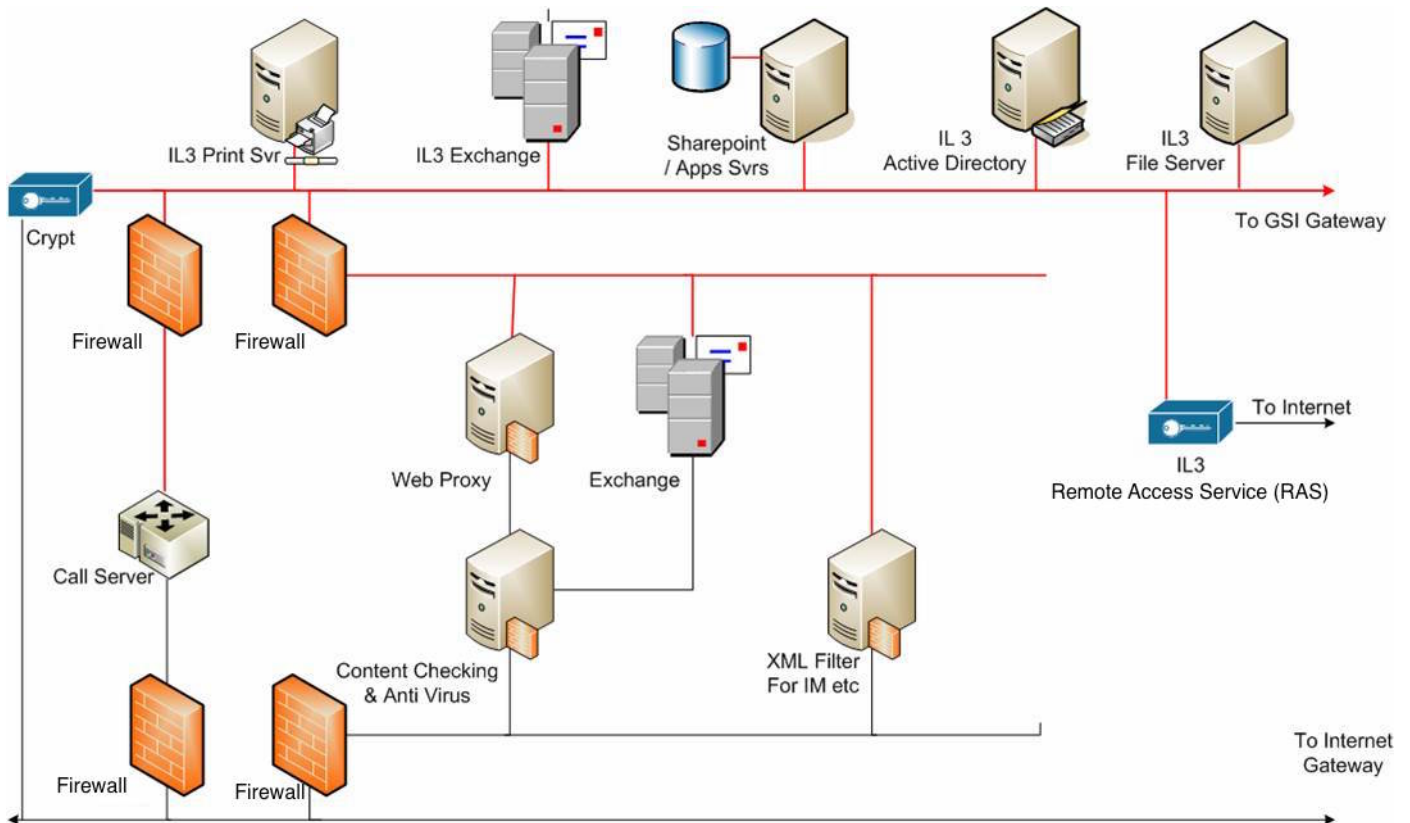 IL3 Print Svr
IL3 Exchange
Sharepoint
/ Apps Svrs
IL 3
Active Directory
IL3
File Server
Crypt
To GSI Gateway
Firewall
Firewall
To Internet
Web Proxy
Exchange
IL3
Remote Access Service (RAS)
Call Server
Content Checking
& Anti Virus
XML Filter
For IM etc
To Internet
Gateway
Firewall
Firewall